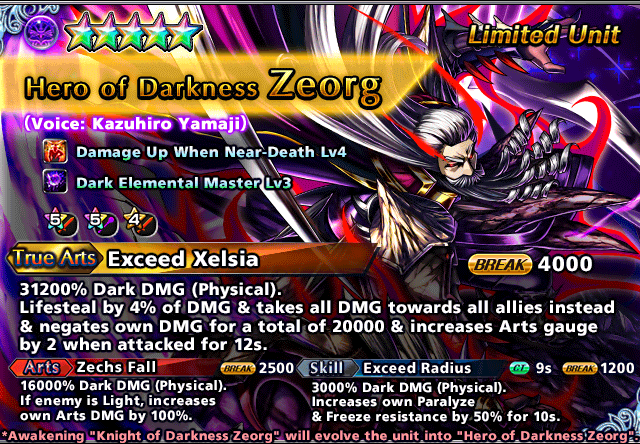 Limited Unit
Hero of Darkness Zeorg
(Voice: Kazuhiro Yamaji)
Damage Up When Near-Death Lv4
Dark Elemental Master Lv3
5 5 4
True Arts Exceed Xelsia BREAK 4000
31200% Dark DMG (Physical).
Lifesteal by 4% of DMG & takes all DMG towards all allies instead
& negates own DMG for a total of 20000 & increases Arts gauge
by 2 when attacked for 12s.
Arts Zechs Fall BREAK 2500
16000% Dark DMG (Physical).
If enemy is Light, increases
own Arts DMG by 100%.
Skill Exceed Radius CT 9s BREAK 1200
3000% Dark DMG (Physical).
Increases own Paralyze
& Freeze resistance by 50% for 10s.
*Awakening "Knight of Darkness Zeorg" will evolve the unit into "Hero of Darkness Zeorg".